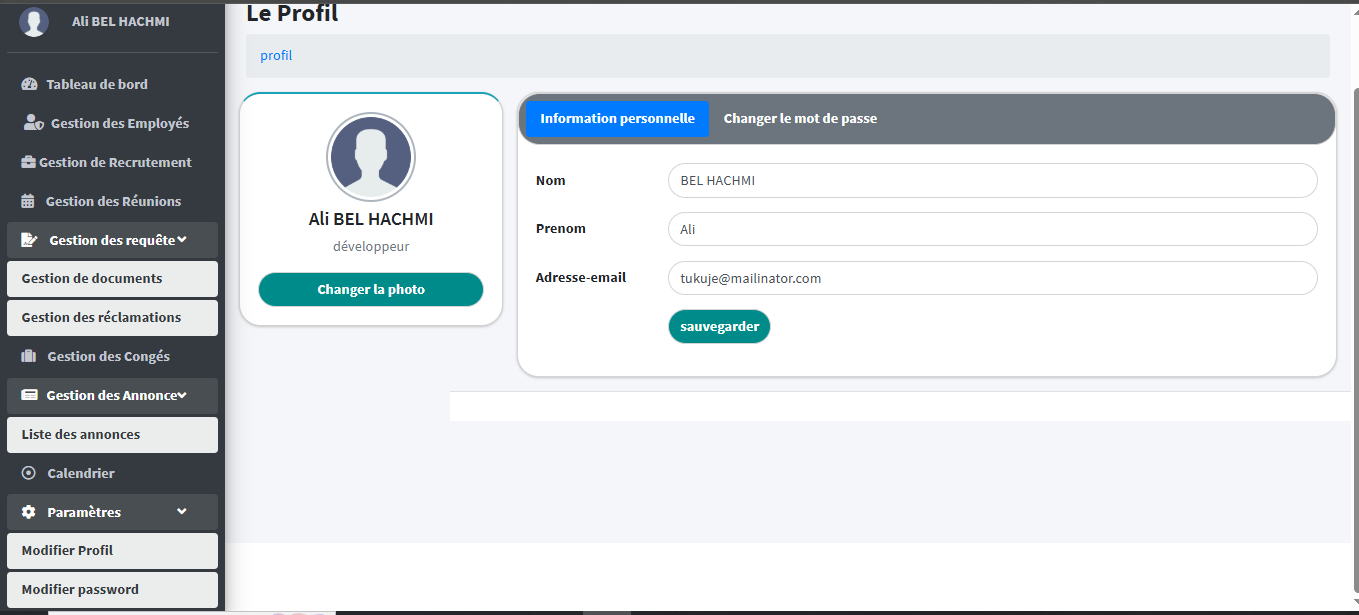 Ali BEL HACHMI
Tableau de bord
Gestion des Employés
Gestion de Recrutement
Gestion des Réunions
Gestion des requête
Gestion de documents
Gestion des réclamations
Gestion des Congés
Gestion des Annonce
Liste des annonces
Calendrier
Paramètres
Modifier Profil
Modifier password
Le Profil
profil
Ali BEL HACHMI
développeur
Changer la photo
Information personnelle
Changer le mot de passe
Nom
BEL HACHMI
Prenom
Ali
Adresse-email
tukuje@mailinator.com
sauvegarder